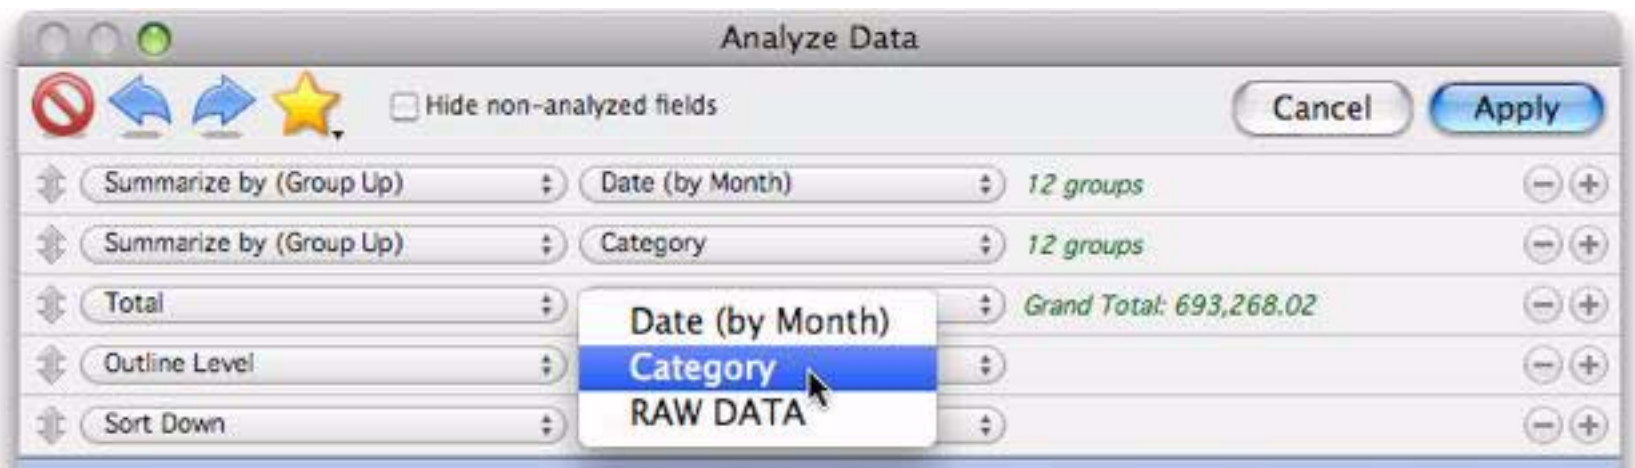 Analyze Data
Hide non-analyzed fields
Cancel
Apply
Summarize by (Group Up)
Date (by Month)
12 groups
Summarize by (Group Up)
Category
12 groups
Total
Grand Total: 693,268.02
Date (by Month)
Outline Level
Category
Sort Down
RAW DATA